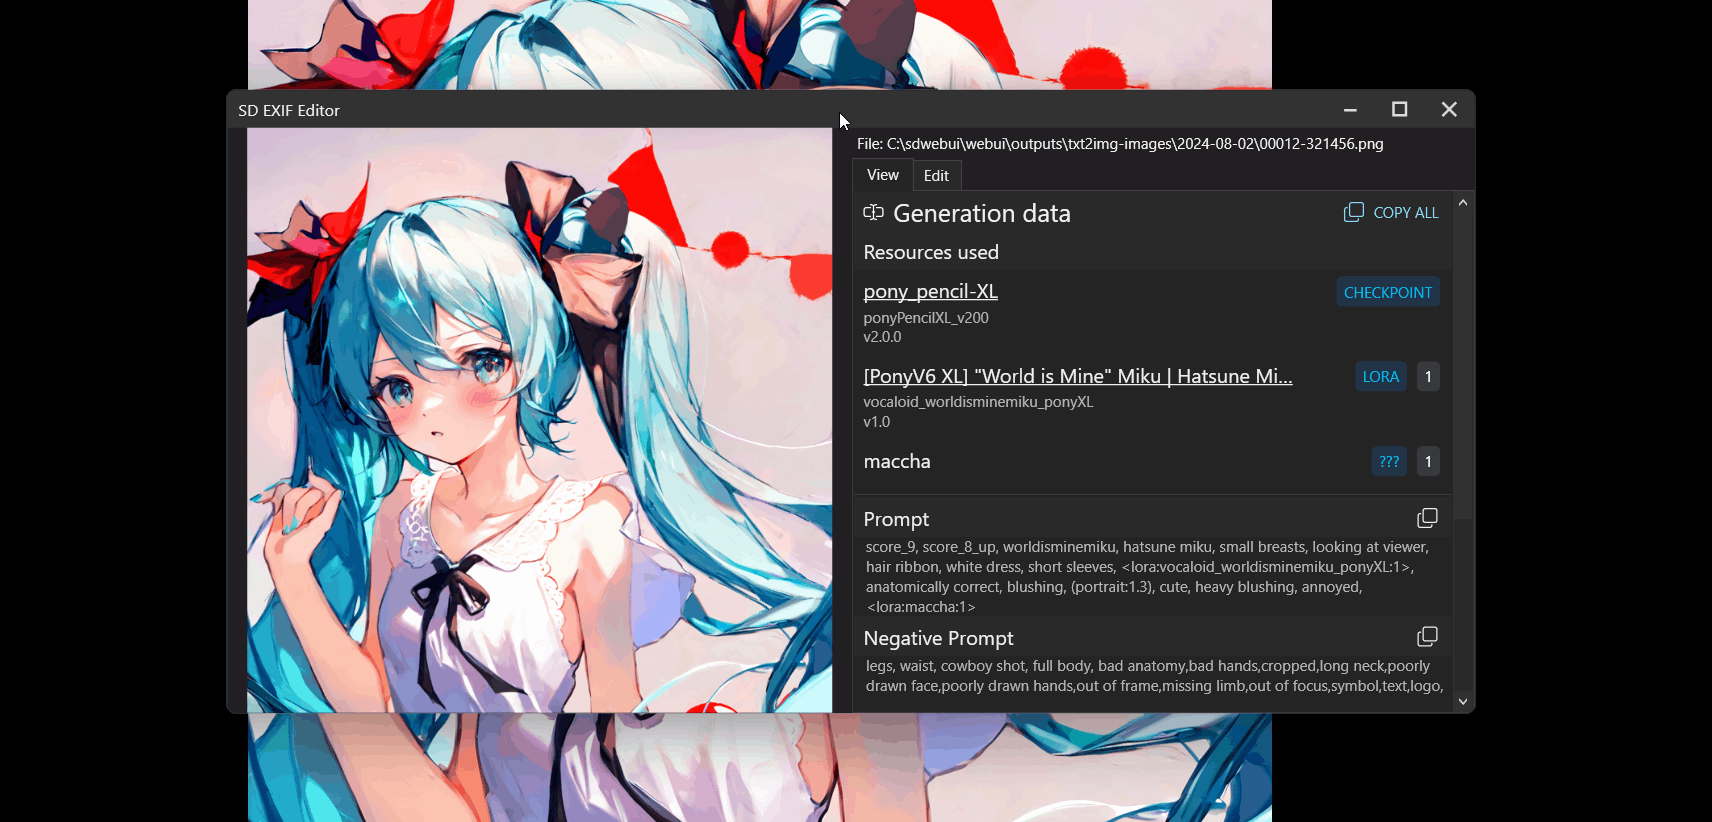 SD EXIF Editor
File: C:\sdwebui\webui\outputs\txt2img-images\2024-08-02\00012-321456.png
View Edit
Generation data COPY ALL
Resources used
pony_pencil-XL CHECKPOINT
ponyPencilXL_v200
v2.0.0
[PonyV6 XL] "World is Mine" Miku | Hatsune Mi... LORA 1
vocaloid_worldisminemiku_ponyXL
v1.0
maccha ??? 1
Prompt
score_9, score_8_up, worldisminemiku, hatsune miku, small breasts, looking at viewer,
hair ribbon, white dress, short sleeves, <lora:vocaloid_worldisminemiku_ponyXL:1>,
anatomically correct, blushing, (portrait:1.3), cute, heavy blushing, annoyed,
<lora:maccha:1>
Negative Prompt
legs, waist, cowboy shot, full body, bad anatomy,bad hands,cropped,long neck,poorly
drawn face,poorly drawn hands,out of frame,missing limb,out of focus,symbol,text,logo,